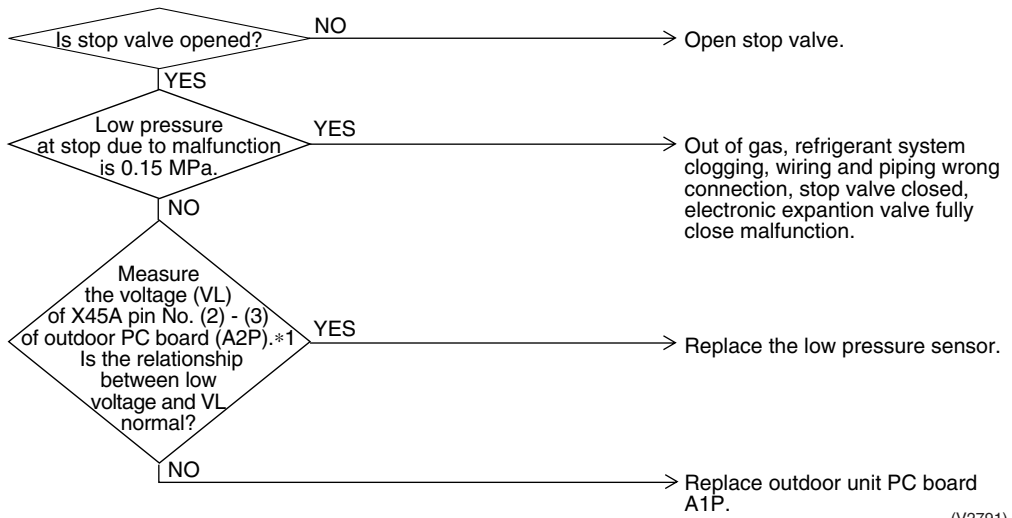 Is stop valve opened?
NO
Open stop valve.
YES
Low pressure
at stop due to malfunction
is 0.15 MPa.
YES
Out of gas, refrigerant system
clogging, wiring and piping wrong
connection, stop valve closed,
electronic expantion valve fully
close malfunction.
NO
Measure
the voltage (VL)
of X45A pin No. (2) - (3)
of outdoor PC board (A2P).*1
Is the relationship
between low
voltage and VL
normal?
YES
Replace the low pressure sensor.
NO
Replace outdoor unit PC board
A1P.
(V2791)